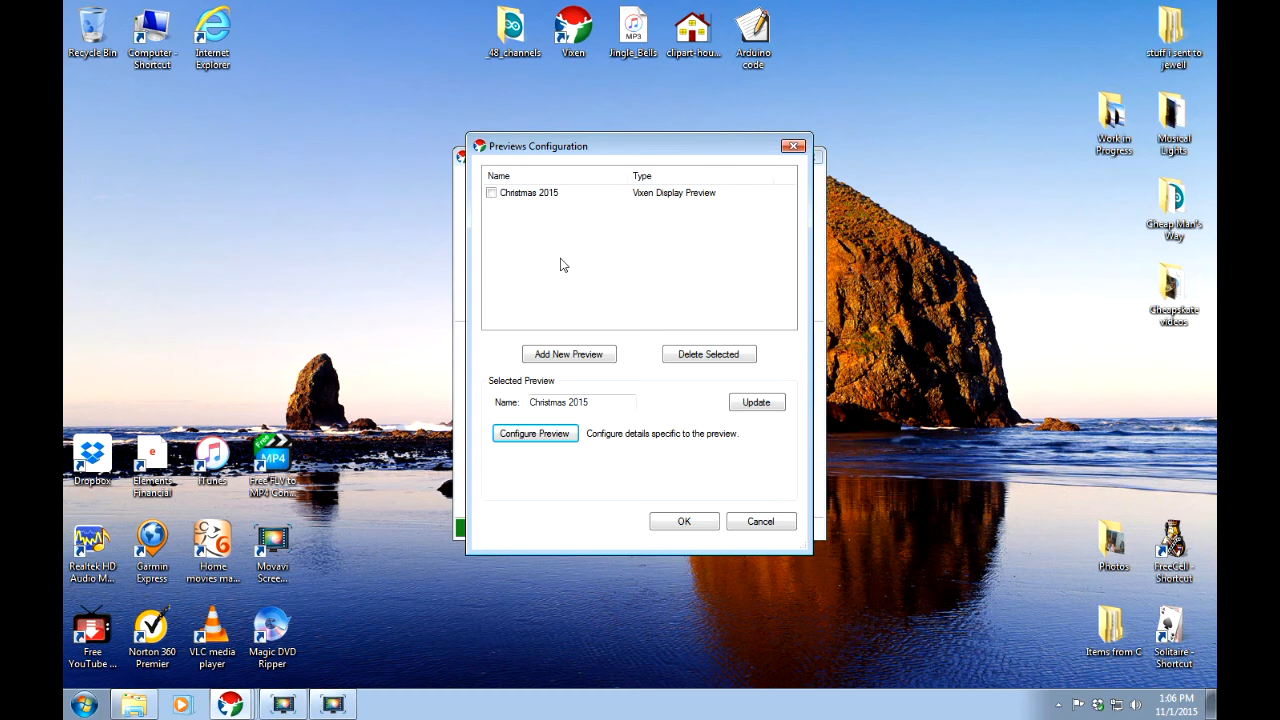 Recycle Bin
Computer -
Shortcut
Internet
Explorer
_48_channels
Vixen
MP3
Jingle_Bells
clipart-hou...
Arduino
code
stuff i sent to
jewell
Work in
Progress
Musical
Lights
Cheap Man's
Way
Cheapskate
videos
Previews Configuration
Name
Type
Christmas 2015
Vixen Display Preview
Add New Preview
Delete Selected
Selected Preview
Name:
Christmas 2015
Update
Configure Preview
Configure details specific to the preview.
OK
Cancel
Dropbox
Elements
Financial
iTunes
Free
MP4
Free FLV to
MP4 Con...
Realtek HD
Audio M...
Garmin
Express
Home
movies ma...
Movavi
Scree...
Photos
FreeCell -
Shortcut
Free
YouTube ...
Norton 360
Premier
VLC media
player
Magic DVD
Ripper
Items from C
Solitaire -
Shortcut
1:06 PM
11/1/2015